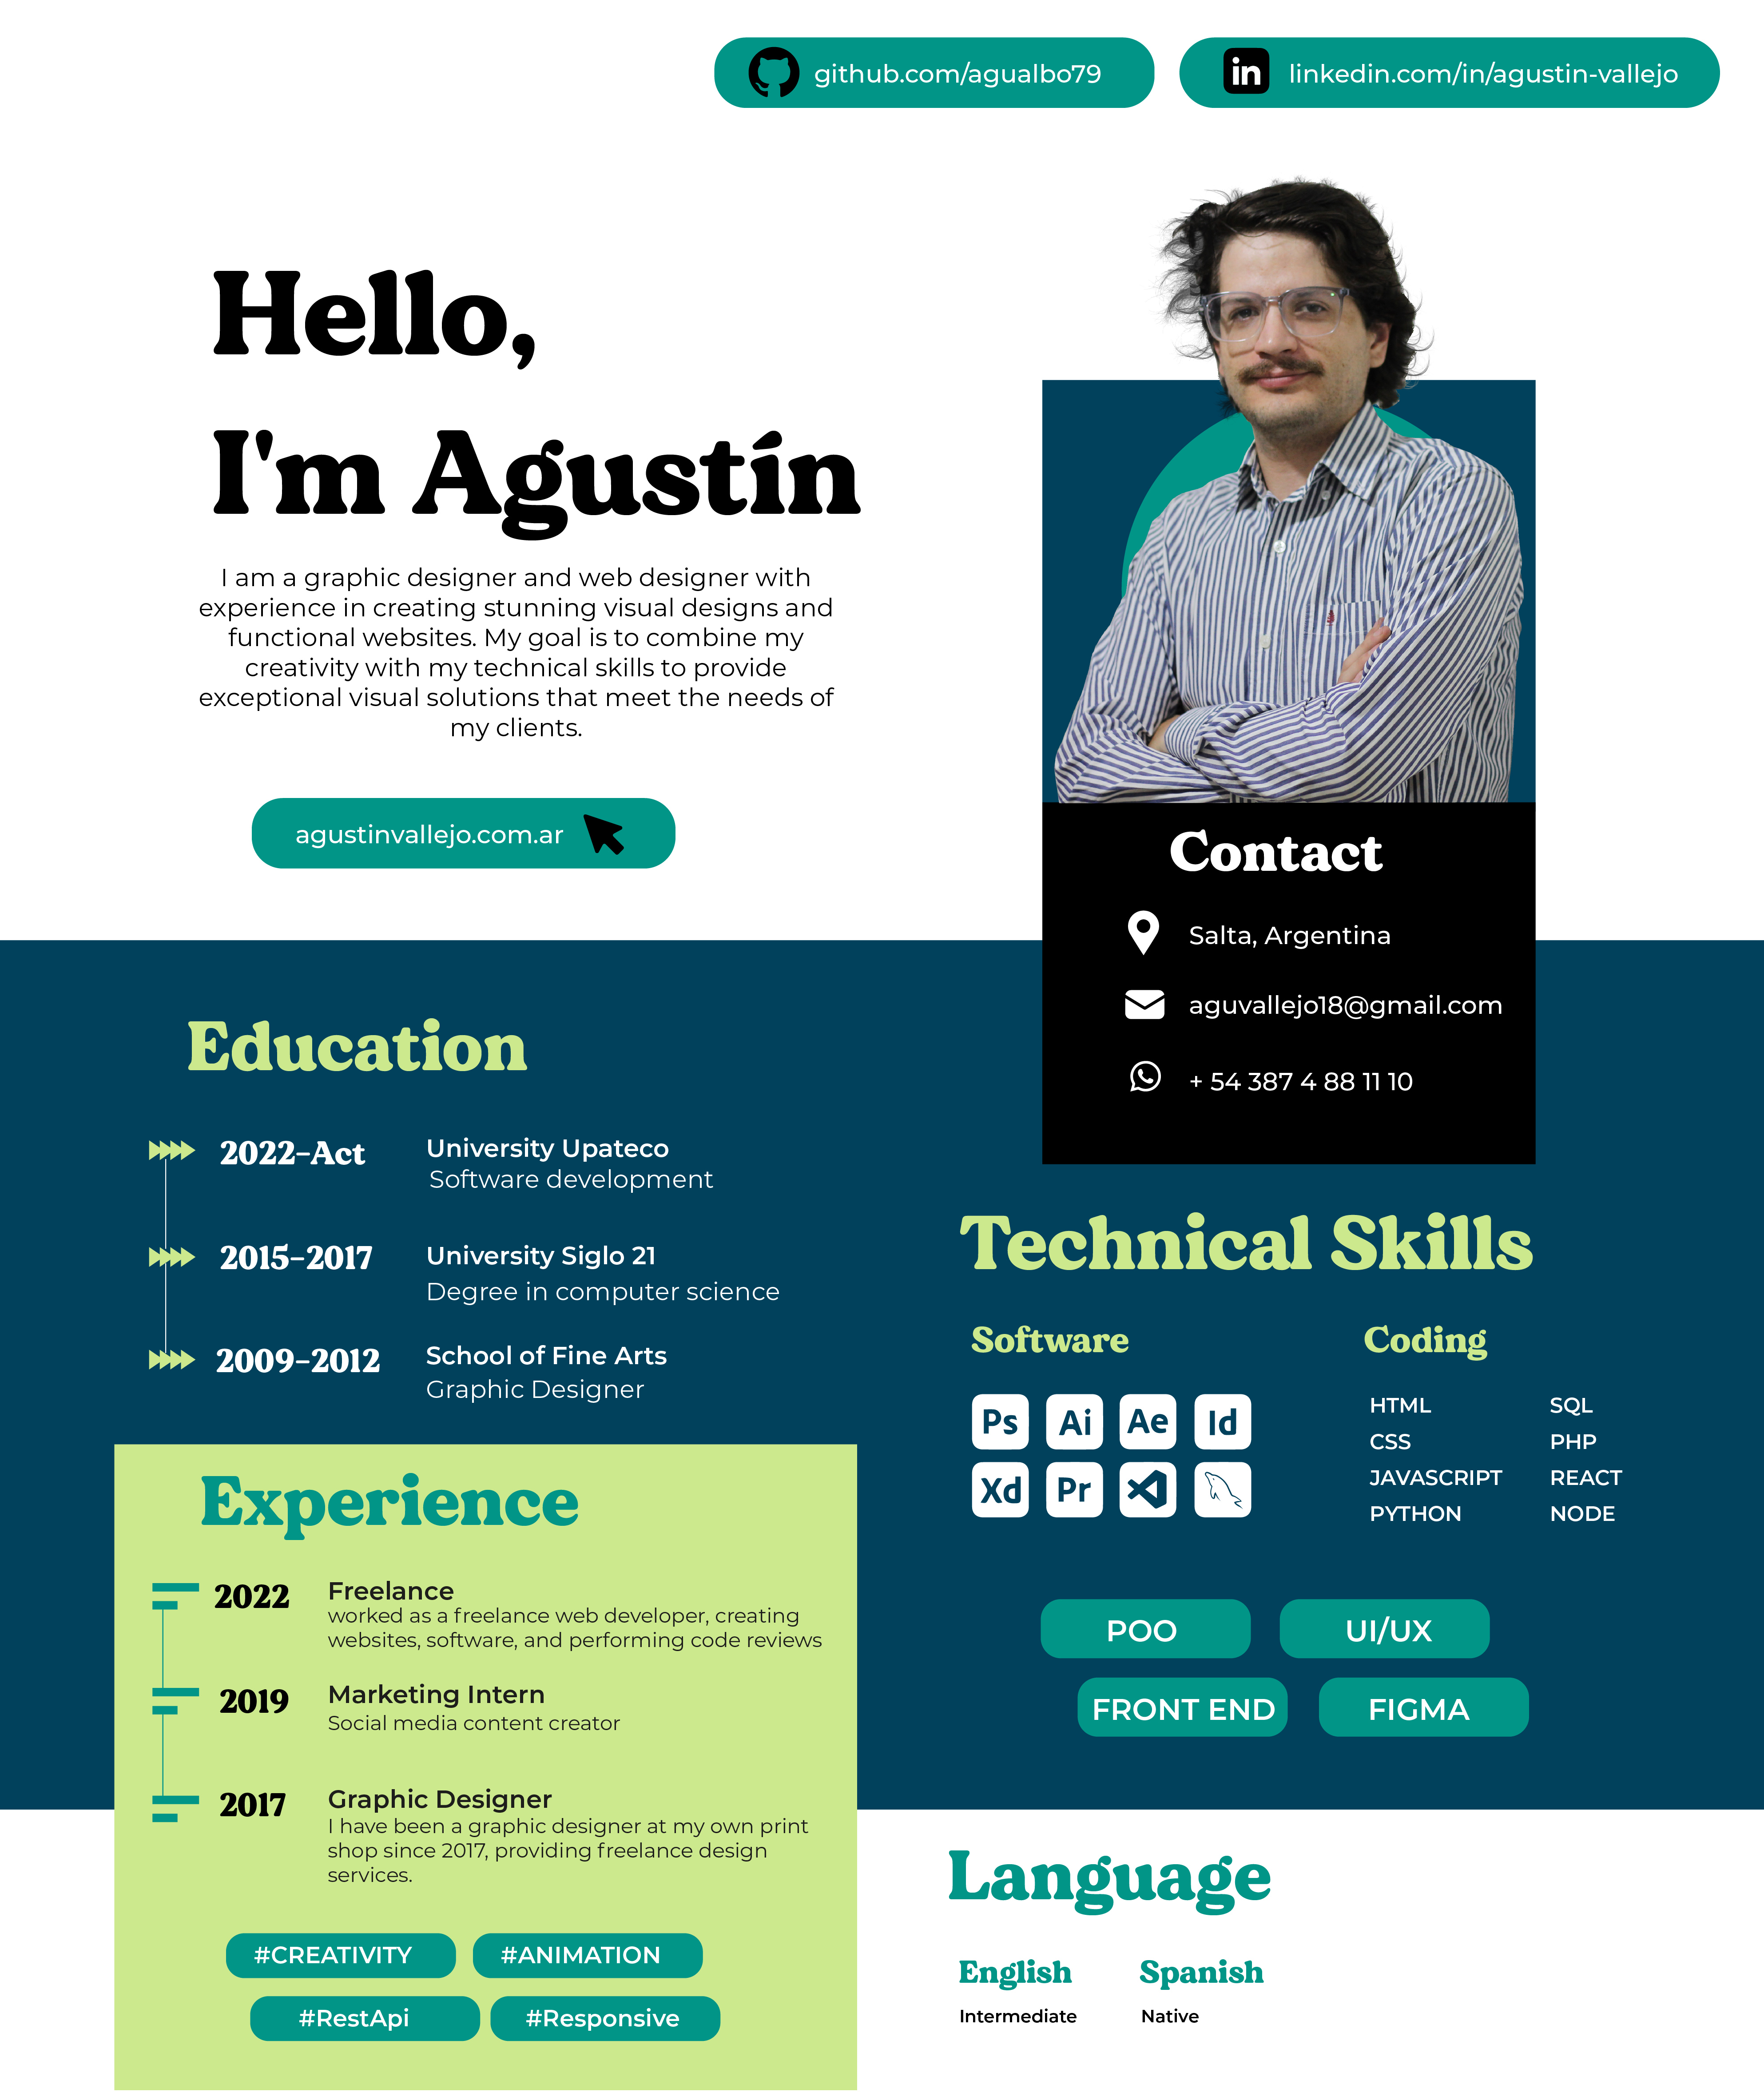 github.com/agualbo79
linkedin.com/in/agustin-vallejo
Hello,
I'm Agustín
I am a graphic designer and web designer with
experience in creating stunning visual designs and
functional websites. My goal is to combine my
creativity with my technical skills to provide
exceptional visual solutions that meet the needs of
my clients.
agustinvallejo.com.ar
Contact
Salta, Argentina
aguvallejo18@gmail.com
+ 54 387 4 88 11 10
Education
2022-Act
University Upateco
Software development
2015-2017
University Siglo 21
Degree in computer science
2009-2012
School of Fine Arts
Graphic Designer
Experience
2022
Freelance
worked as a freelance web developer, creating
websites, software, and performing code reviews
2019
Marketing Intern
Social media content creator
2017
Graphic Designer
I have been a graphic designer at my own print
shop since 2017, providing freelance design
services.
#CREATIVITY
#ANIMATION
#RestApi
#Responsive
Technical Skills
Software
Ps Ai Ae Id
Xd Pr
Coding
HTML
CSS
JAVASCRIPT
PYTHON
SQL
PHP
REACT
NODE
POO
UI/UX
FRONT END
FIGMA
Language
English
Intermediate
Spanish
Native